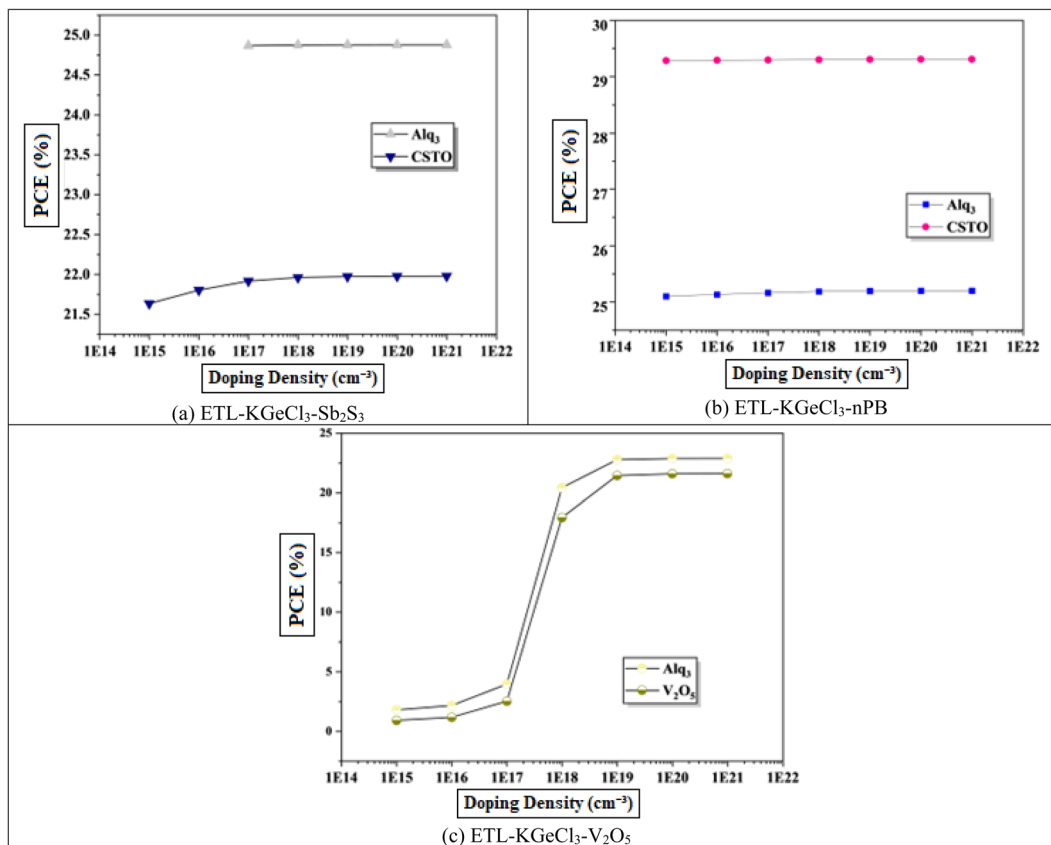 25.0
24.5
24.0
23.5
23.0
22.5
22.0
21.5
PCE (%)
Alq₃
CSTO
1E14 1E15 1E16 1E17 1E18 1E19 1E20 1E21 1E22
Doping Density (cm⁻³)
(a) ETL-KGeCl₃-Sb₂S₃
30
29
28
27
26
25
PCE (%)
Alq₃
CSTO
1E14 1E15 1E16 1E17 1E18 1E19 1E20 1E21 1E22
Doping Density (cm⁻³)
(b) ETL-KGeCl₃-nPB
25
20
15
10
5
0
PCE (%)
Alq₃
V₂O₅
1E14 1E15 1E16 1E17 1E18 1E19 1E20 1E21 1E22
Doping Density (cm⁻³)
(c) ETL-KGeCl₃-V₂O₅